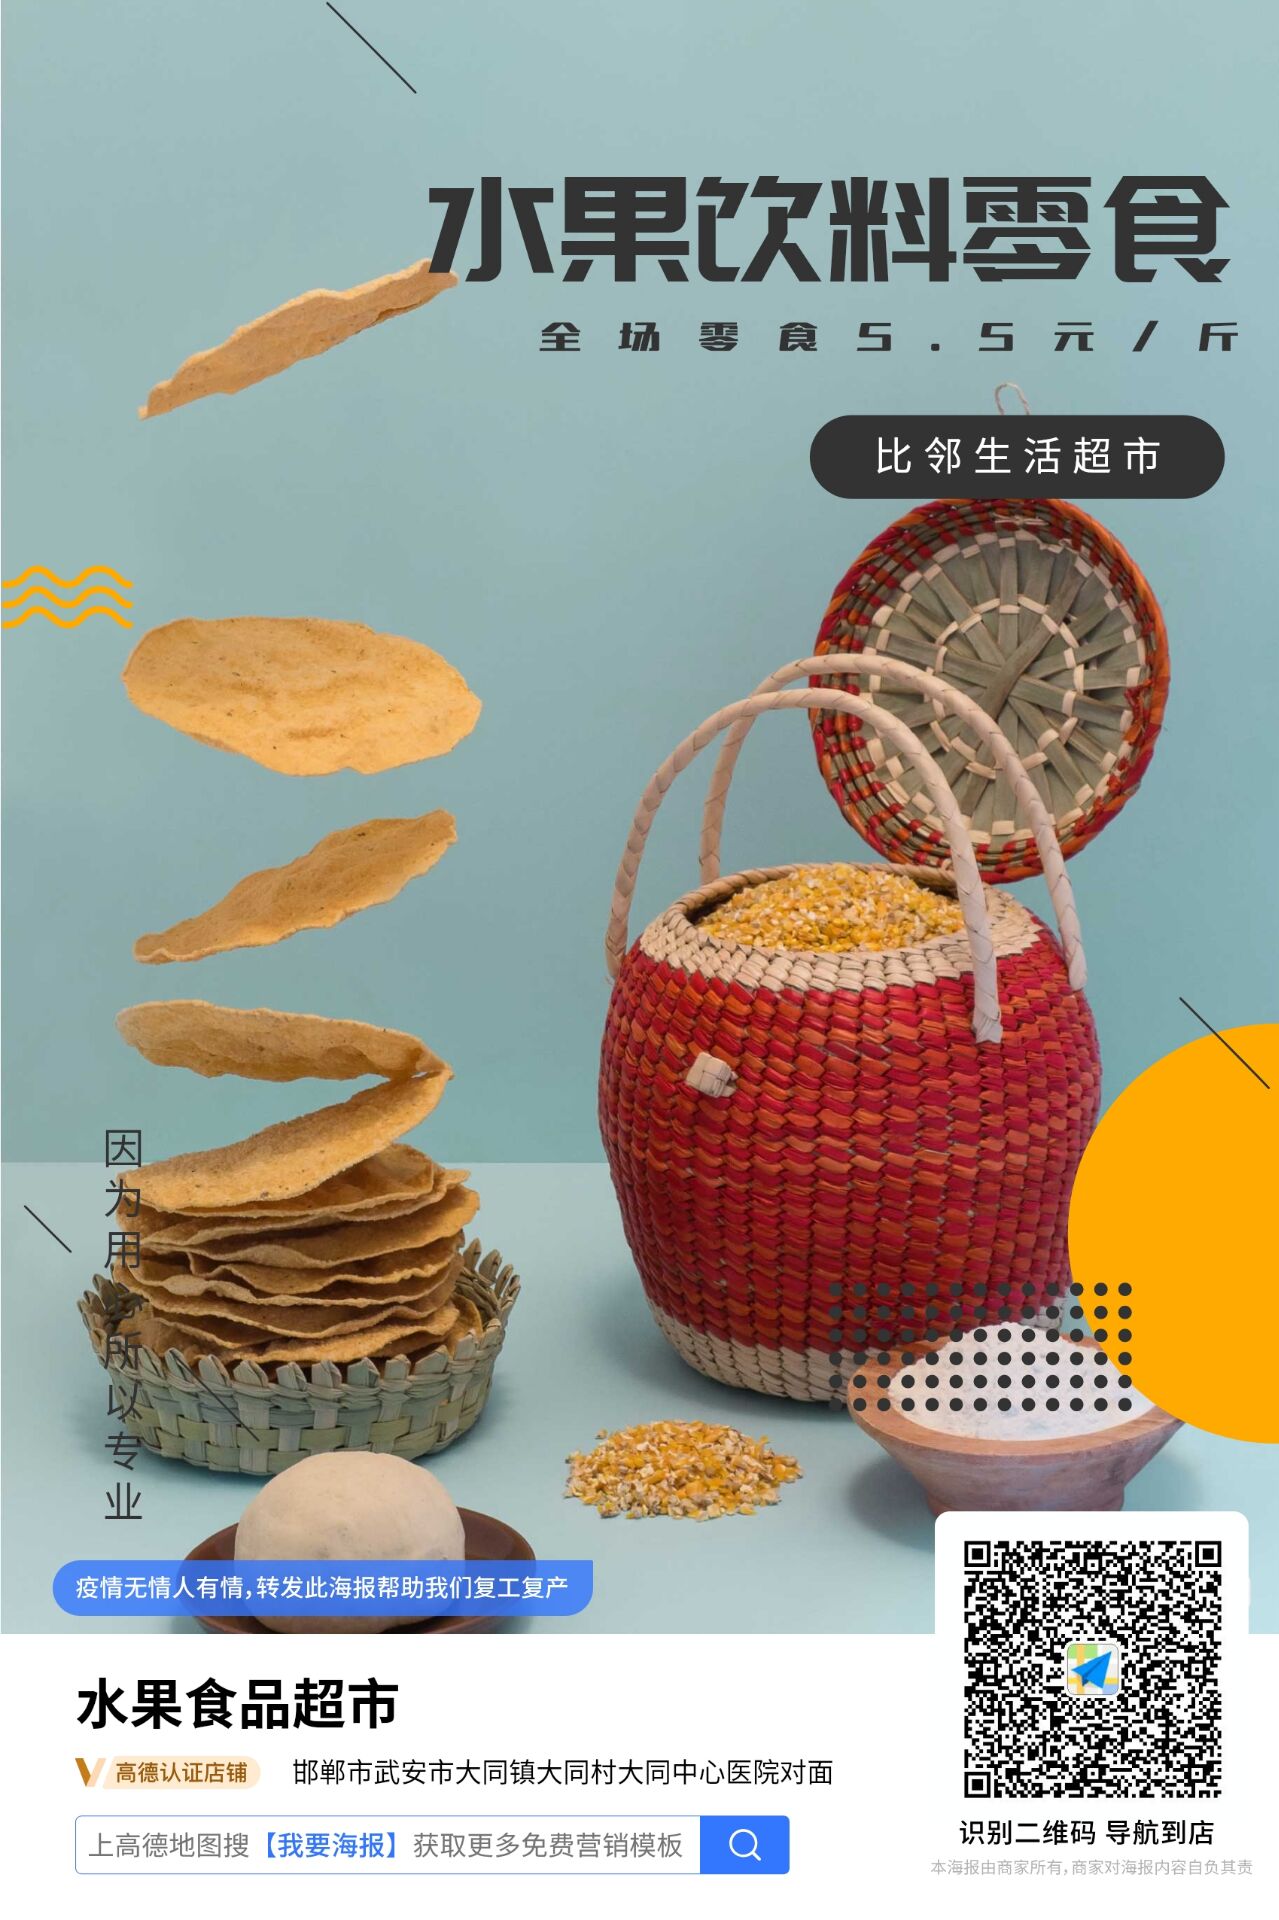 水果饮料零食
全场零食5.5元/斤
比邻生活超市
因为用心所以专业
疫情无情人有情,转发此海报帮助我们复工复产
水果食品超市
高德认证店铺 邯郸市武安市大同镇大同村大同中心医院对面
上高德地图搜【我要海报】获取更多免费营销模板
识别二维码 导航到店
本海报由商家所有,商家对海报内容自负其责